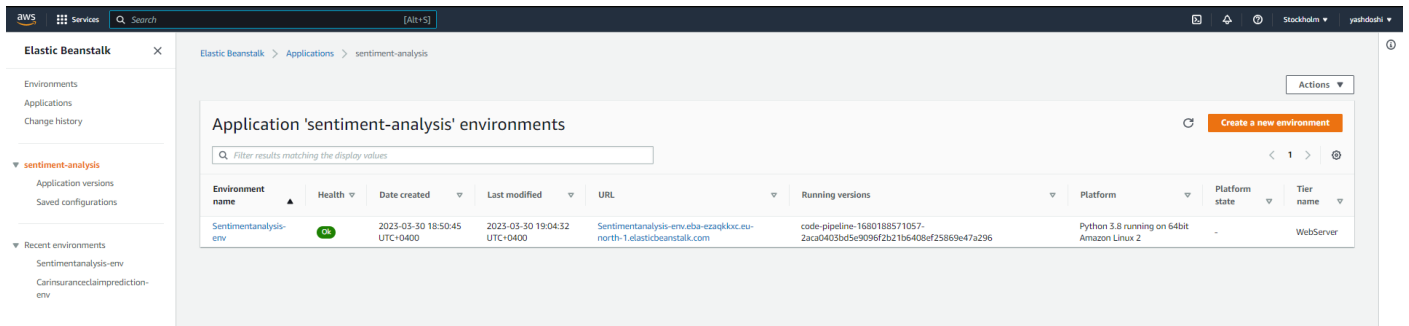 aws Services Search [Alt+S] Stockholm yashdoshi
Elastic Beanstalk
Environments
Applications
Change history
sentiment-analysis
Application versions
Saved configurations
Recent environments
Sentimentanalysis-env
Carinsuranceclaimprediction-
env
Elastic Beanstalk > Applications > sentiment-analysis
Actions
Application 'sentiment-analysis' environments
Create a new environment
Filter results matching the display values
< 1 >
Environment name Health Date created Last modified URL Running versions Platform Platform state Tier name
Sentimentanalysis-
env
Ok
2023-03-30 18:50:45
UTC+0400
2023-03-30 19:04:32
UTC+0400
Sentimentanalysis-env.eba-ezaqkkxc.eu-
north-1.elasticbeanstalk.com
code-pipeline-1680188571057-
2aca0403bd5e9096f2b21b6408ef25869e47a296
Python 3.8 running on 64bit
Amazon Linux 2
-
WebServer